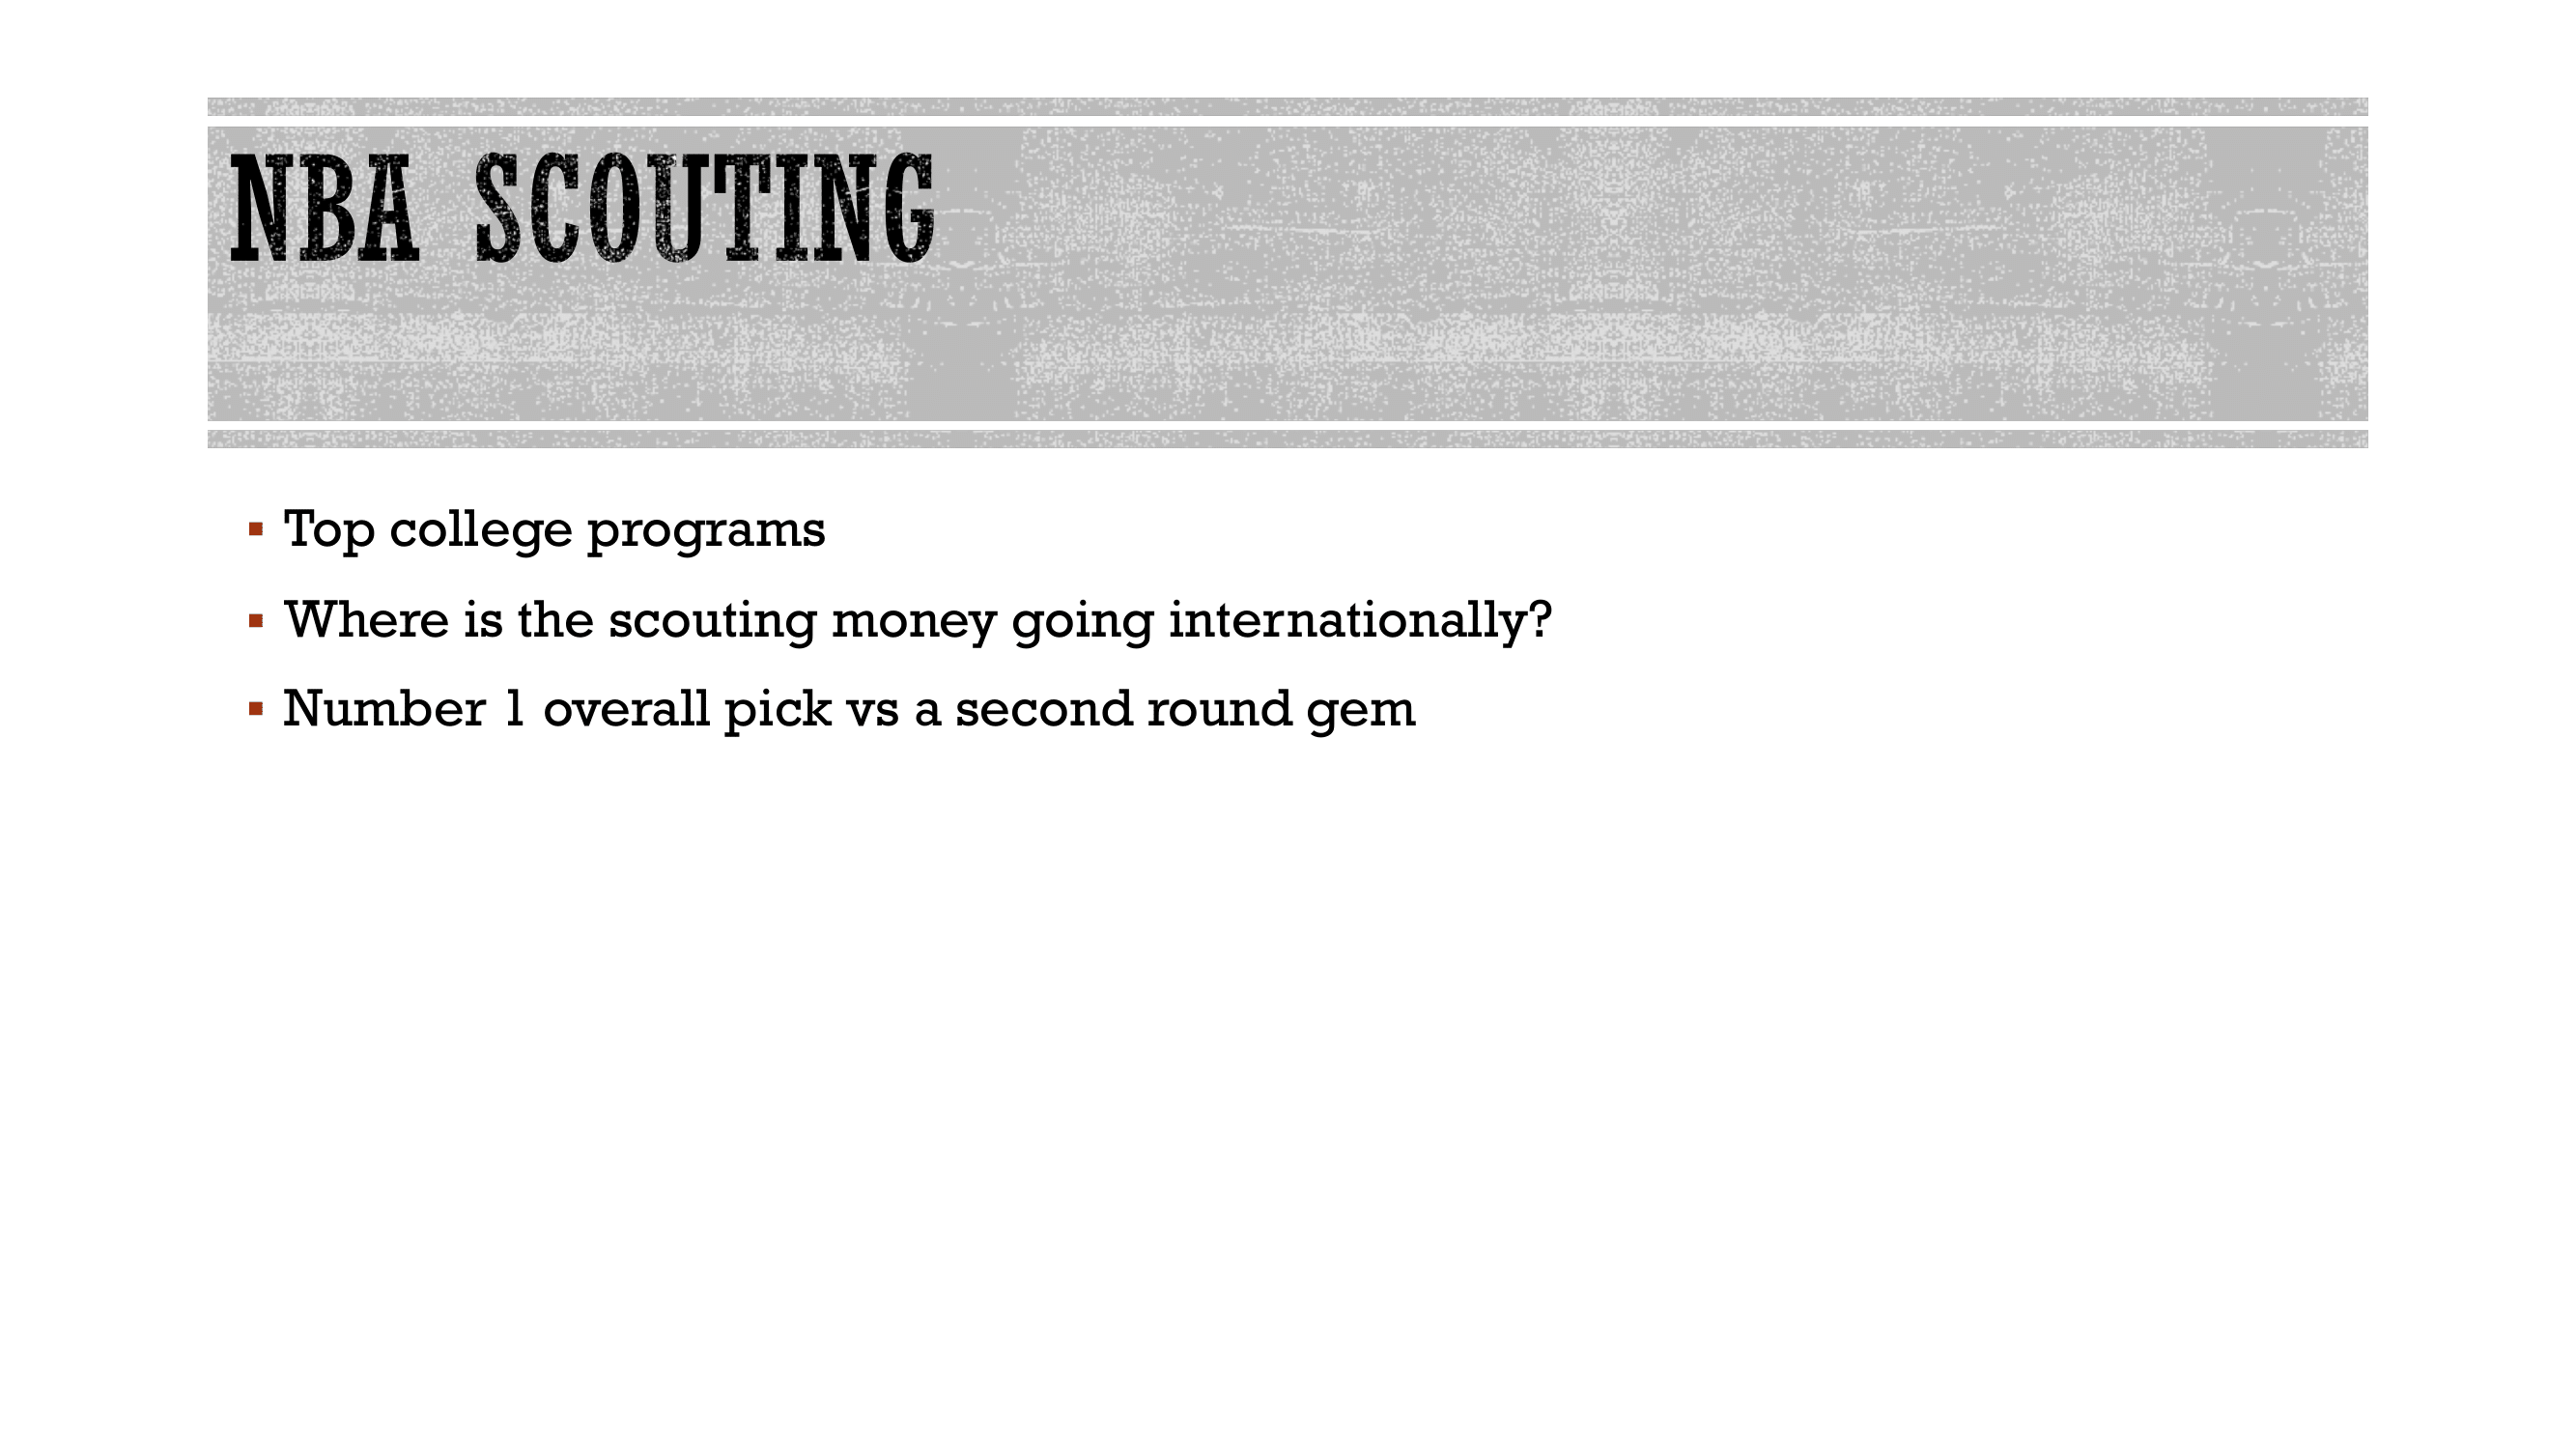 NBA SCOUTING
Top college programs
Where is the scouting money going internationally?
Number 1 overall pick vs a second round gem